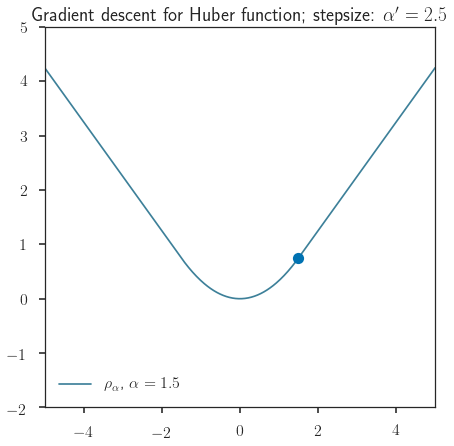 Gradient descent for Huber function; stepsize: α′ = 2.5
5
4
3
2
1
0
−1
−2
ρα, α = 1.5
−4 −2 0 2 4